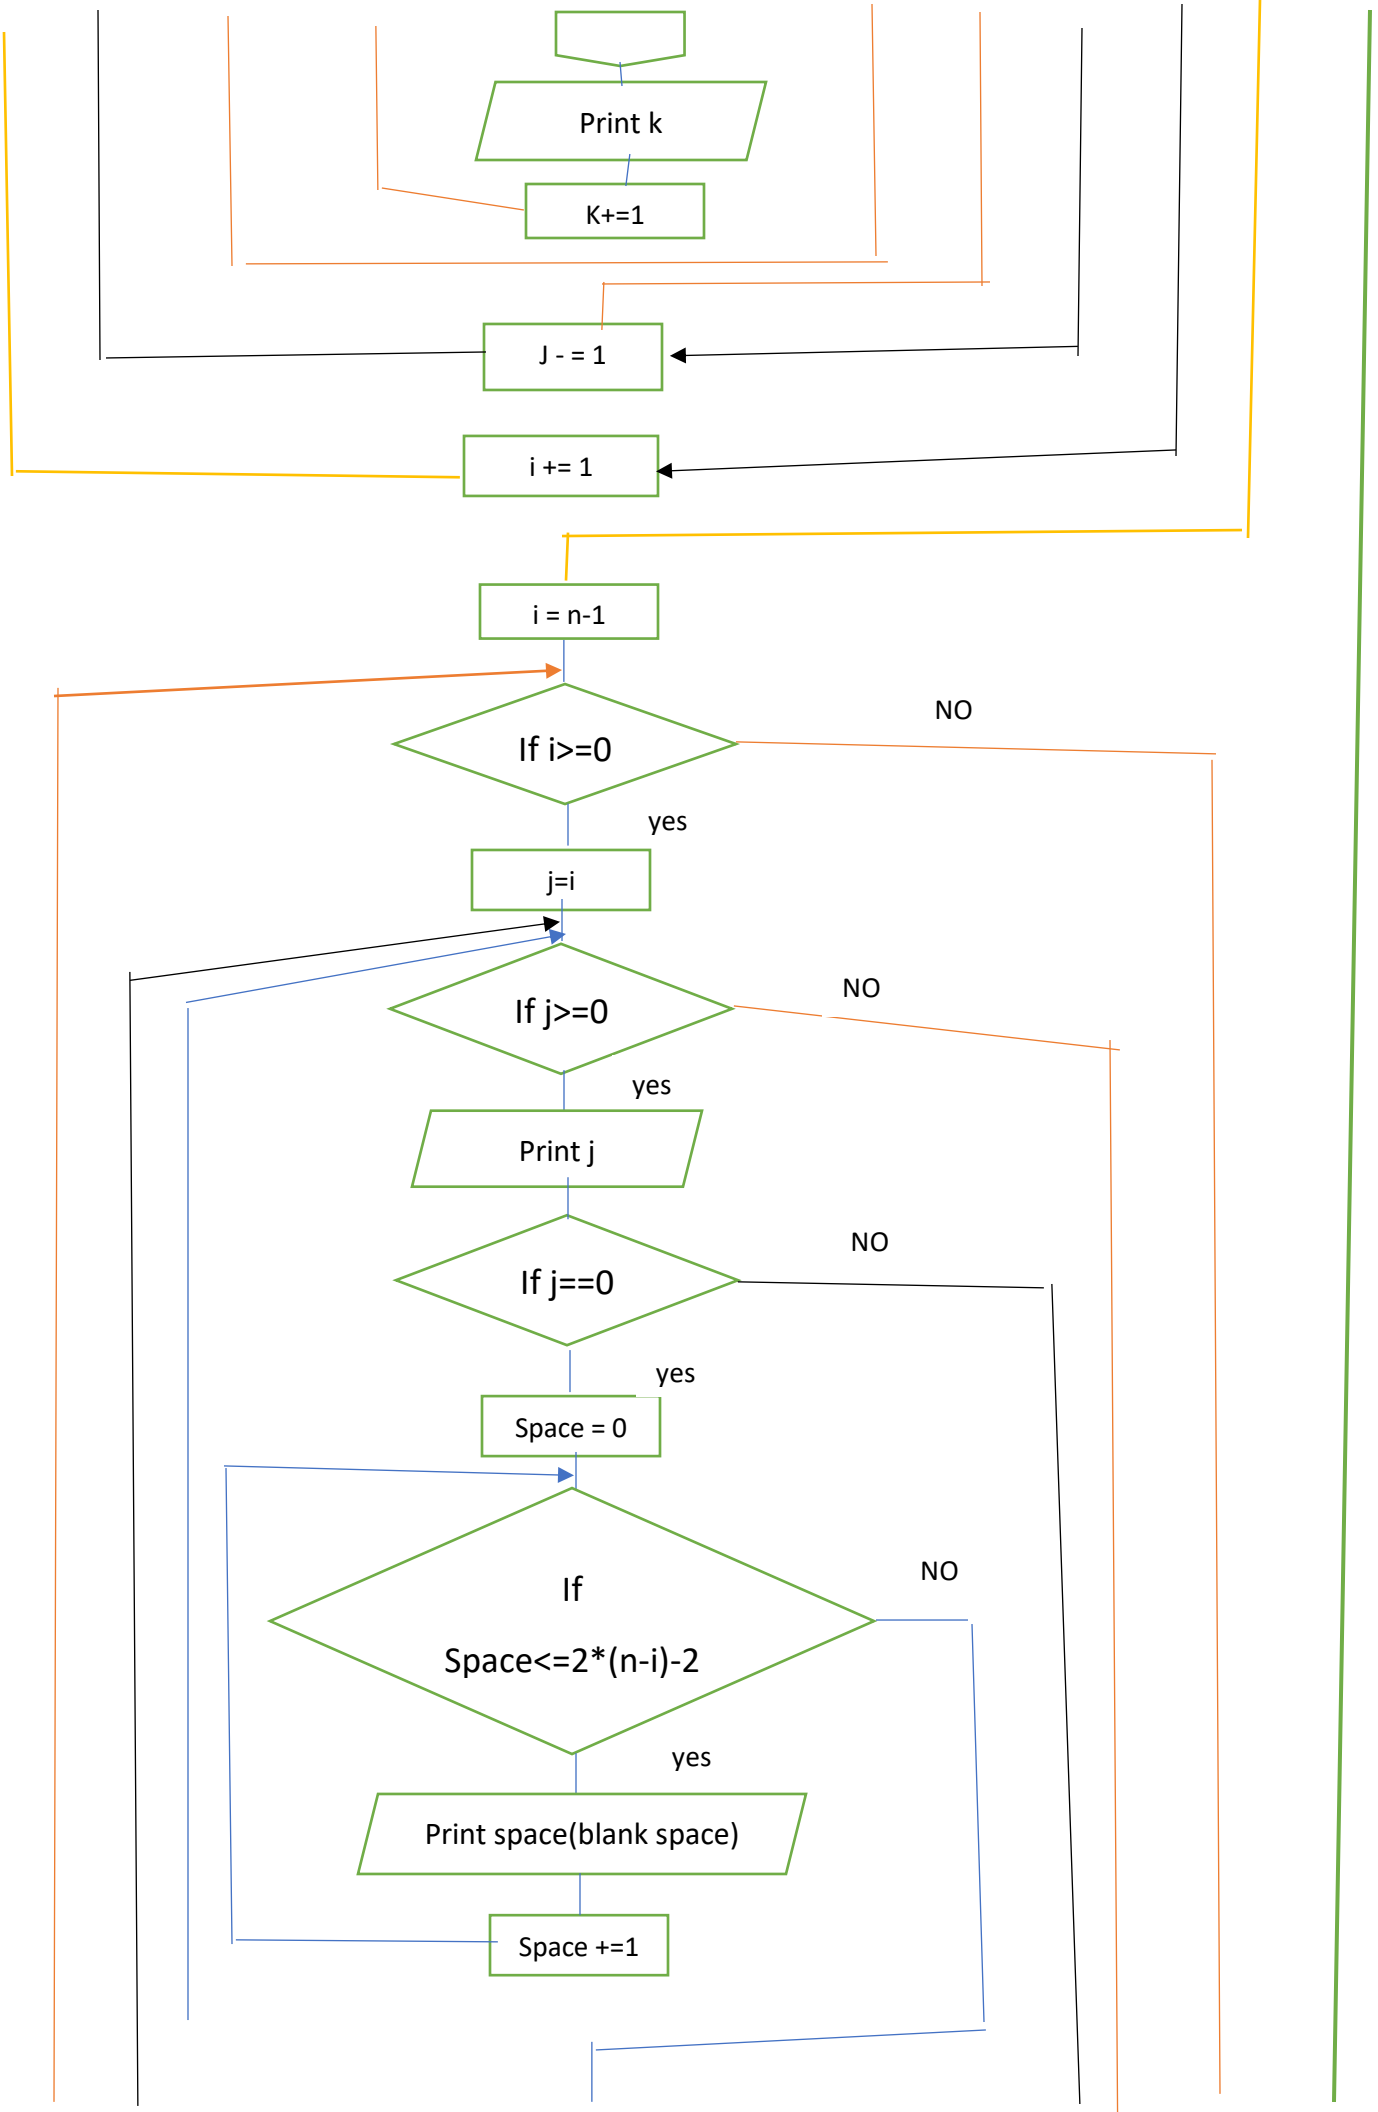 Print k
K+=1
J - = 1
i += 1
i = n-1
NO
If i>=0
yes
j=i
NO
If j>=0
yes
Print j
NO
If j==0
yes
Space = 0
NO
If
Space<=2*(n-i)-2
yes
Print space(blank space)
Space +=1